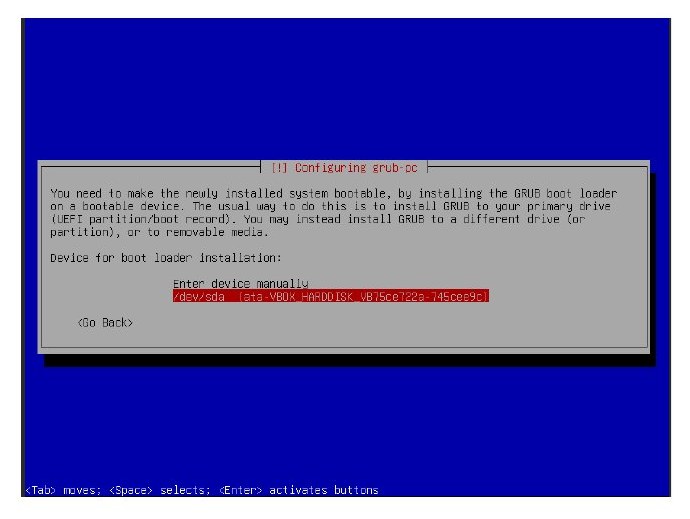 [!] Configuring grub-pc
You need to make the newly installed system bootable, by installing the GRUB boot loader
on a bootable device. The usual way to do this is to install GRUB to your primary drive
(UEFI partition/boot record). You may instead install GRUB to a different drive (or
partition), or to removable media.
Device for boot loader installation:
Enter device manually
/dev/sda (ata-VBOX_HARDDISK_VB75ce722a-745cee9c)
<Go Back>
<Tab> moves; <Space> selects; <Enter> activates buttons